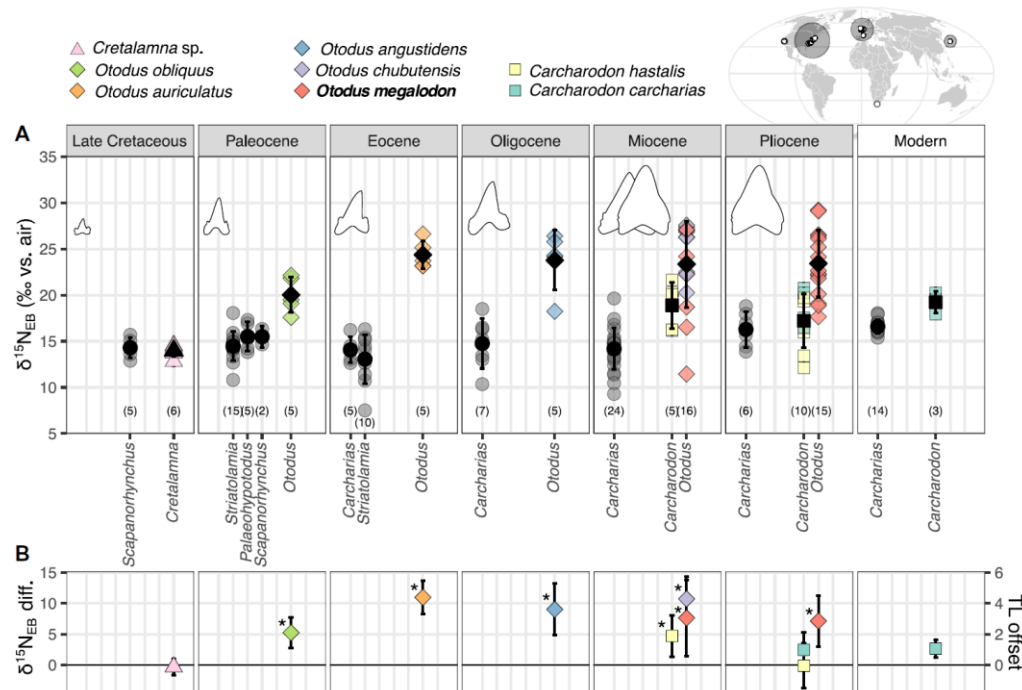 Cretalamna sp.
Otodus obliquus
Otodus auriculatus
Otodus angustidens
Otodus chubutensis
Otodus megalodon
Carcharodon hastalis
Carcharodon carcharias
A
Late Cretaceous
Paleocene
Eocene
Oligocene
Miocene
Pliocene
Modern
δ¹⁵N_EB (‰ vs. air)
35
30
25
20
15
10
5
(5)
(6)
(15)
(5)
(2)
(5)
(5)
(10)
(5)
(7)
(5)
(24)
(5)
(16)
(6)
(10)
(15)
(14)
(3)
Scapanorhynchus
Cretalamna
Striatolamia
Palaeohypotodus
Scapanorhynchus
Otodus
Carcharias
Striatolamia
Otodus
Carcharias
Otodus
Carcharias
Carcharodon
Otodus
Carcharias
Carcharodon
Otodus
Carcharias
Carcharodon
B
δ¹⁵N_EB diff.
15
10
5
0
*
*
*
*
*
*
*
6
4
2
0
TL offset